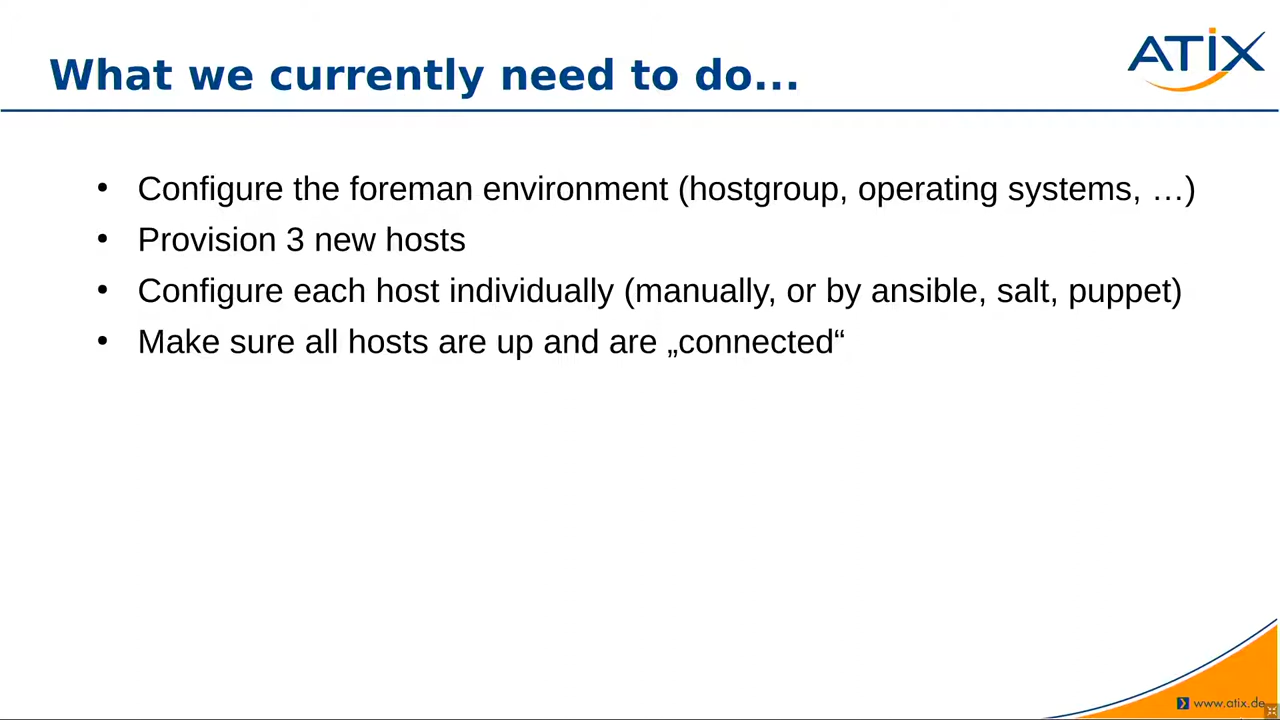 What we currently need to do...
ATiX
• Configure the foreman environment (hostgroup, operating systems, …)
• Provision 3 new hosts
• Configure each host individually (manually, or by ansible, salt, puppet)
• Make sure all hosts are up and are „connected“
www.atix.de